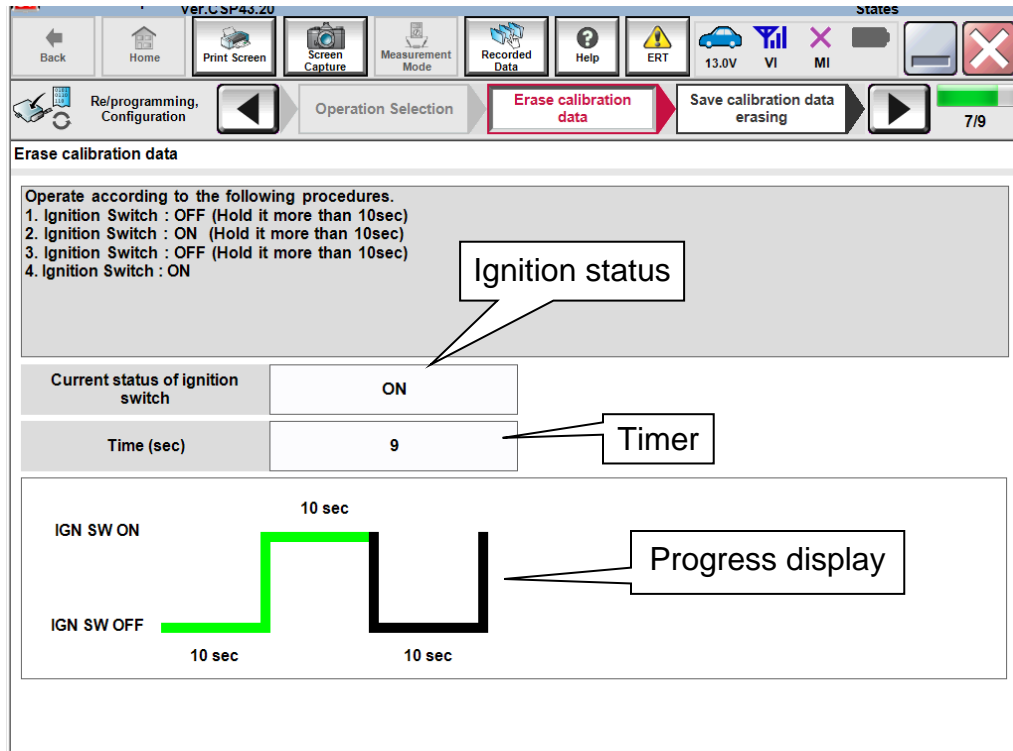 Ver.CSP43.20
States
Back
Home
Print Screen
Screen
Capture
Measurement
Mode
Recorded
Data
Help
ERT
13.0V
VI
MI
Re/programming,
Configuration
Operation Selection
Erase calibration
data
Save calibration data
erasing
7/9
Erase calibration data
Operate according to the following procedures.
1. Ignition Switch : OFF (Hold it more than 10sec)
2. Ignition Switch : ON (Hold it more than 10sec)
3. Ignition Switch : OFF (Hold it more than 10sec)
4. Ignition Switch : ON
Ignition status
Current status of ignition
switch
ON
Time (sec)
9
Timer
10 sec
IGN SW ON
Progress display
IGN SW OFF
10 sec
10 sec